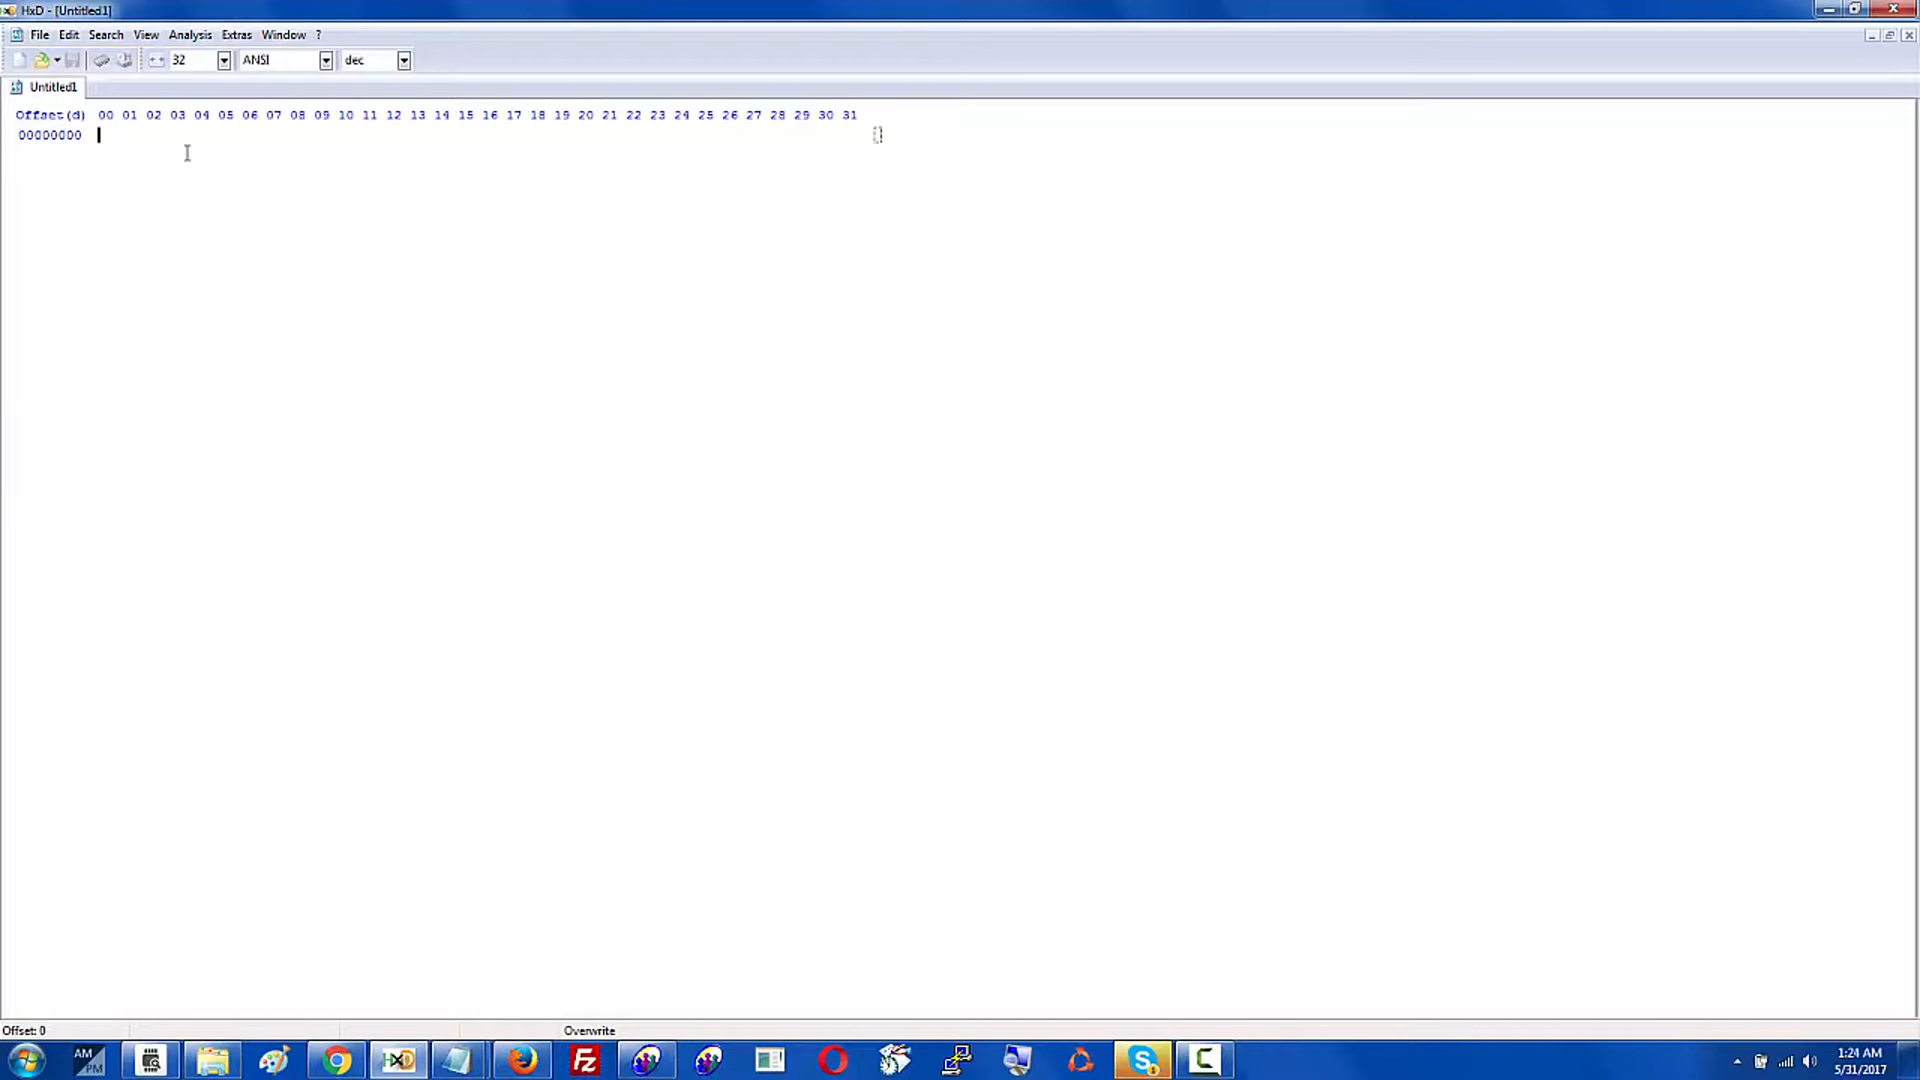 HxD - [Untitled1]
File Edit Search View Analysis Extras Window ?
32 ANSI dec
Untitled1
Offset(d) 00 01 02 03 04 05 06 07 08 09 10 11 12 13 14 15 16 17 18 19 20 21 22 23 24 25 26 27 28 29 30 31
00000000
Offset: 0 Overwrite
AM PM
HXD
FZ
S
C
1:24 AM
5/31/2017